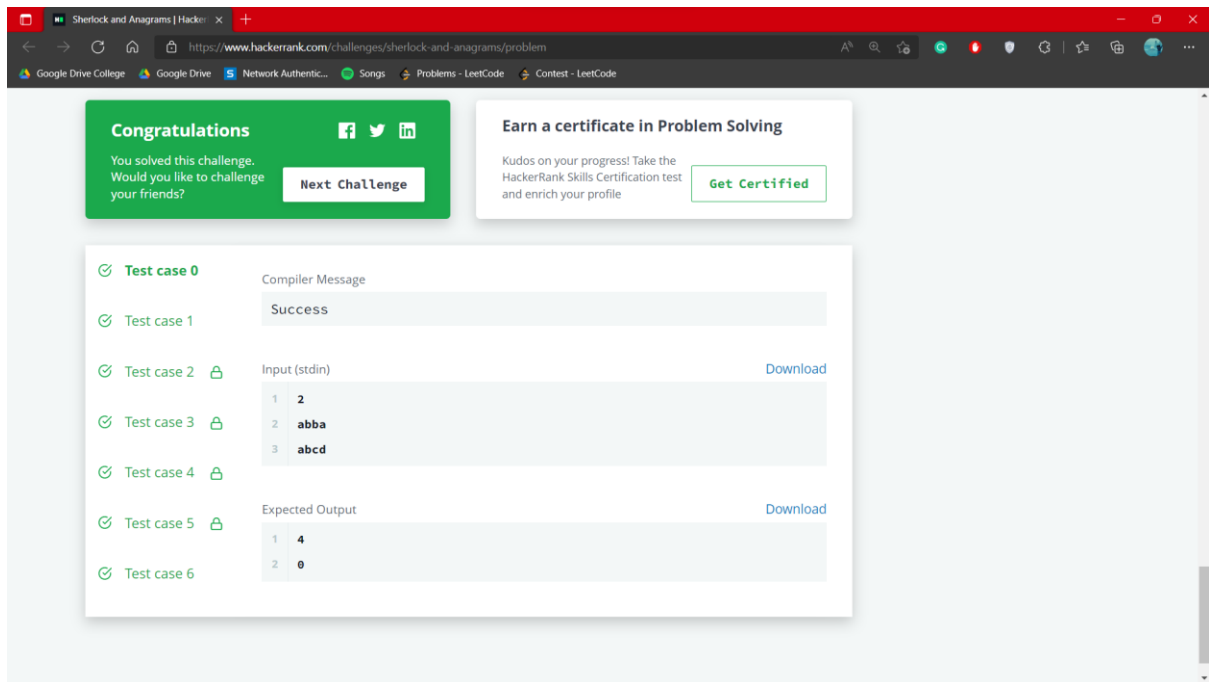 Sherlock and Anagrams | Hacker
https://www.hackerrank.com/challenges/sherlock-and-anagrams/problem
Google Drive College Google Drive Network Authentic... Songs Problems - LeetCode Contest - LeetCode
Congratulations
You solved this challenge.
Would you like to challenge
your friends?
Next Challenge
Earn a certificate in Problem Solving
Kudos on your progress! Take the
HackerRank Skills Certification test
and enrich your profile
Get Certified
Test case 0
Test case 1
Test case 2
Test case 3
Test case 4
Test case 5
Test case 6
Compiler Message
Success
Input (stdin) Download
1 2
2 abba
3 abcd
Expected Output Download
1 4
2 0